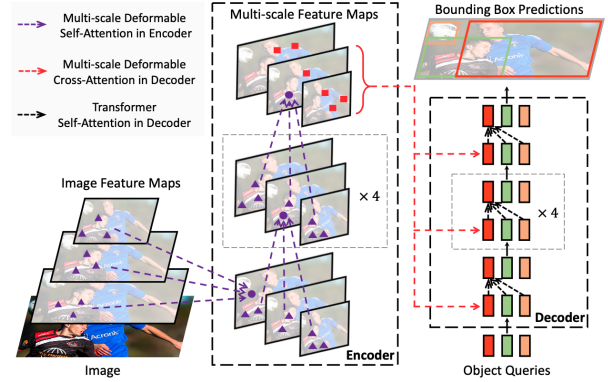 Multi-scale Deformable
Self-Attention in Encoder
Multi-scale Deformable
Cross-Attention in Decoder
Transformer
Self-Attention in Decoder
Multi-scale Feature Maps
Bounding Box Predictions
Image Feature Maps
× 4
× 4
Acronis
Image
Encoder
Decoder
Object Queries